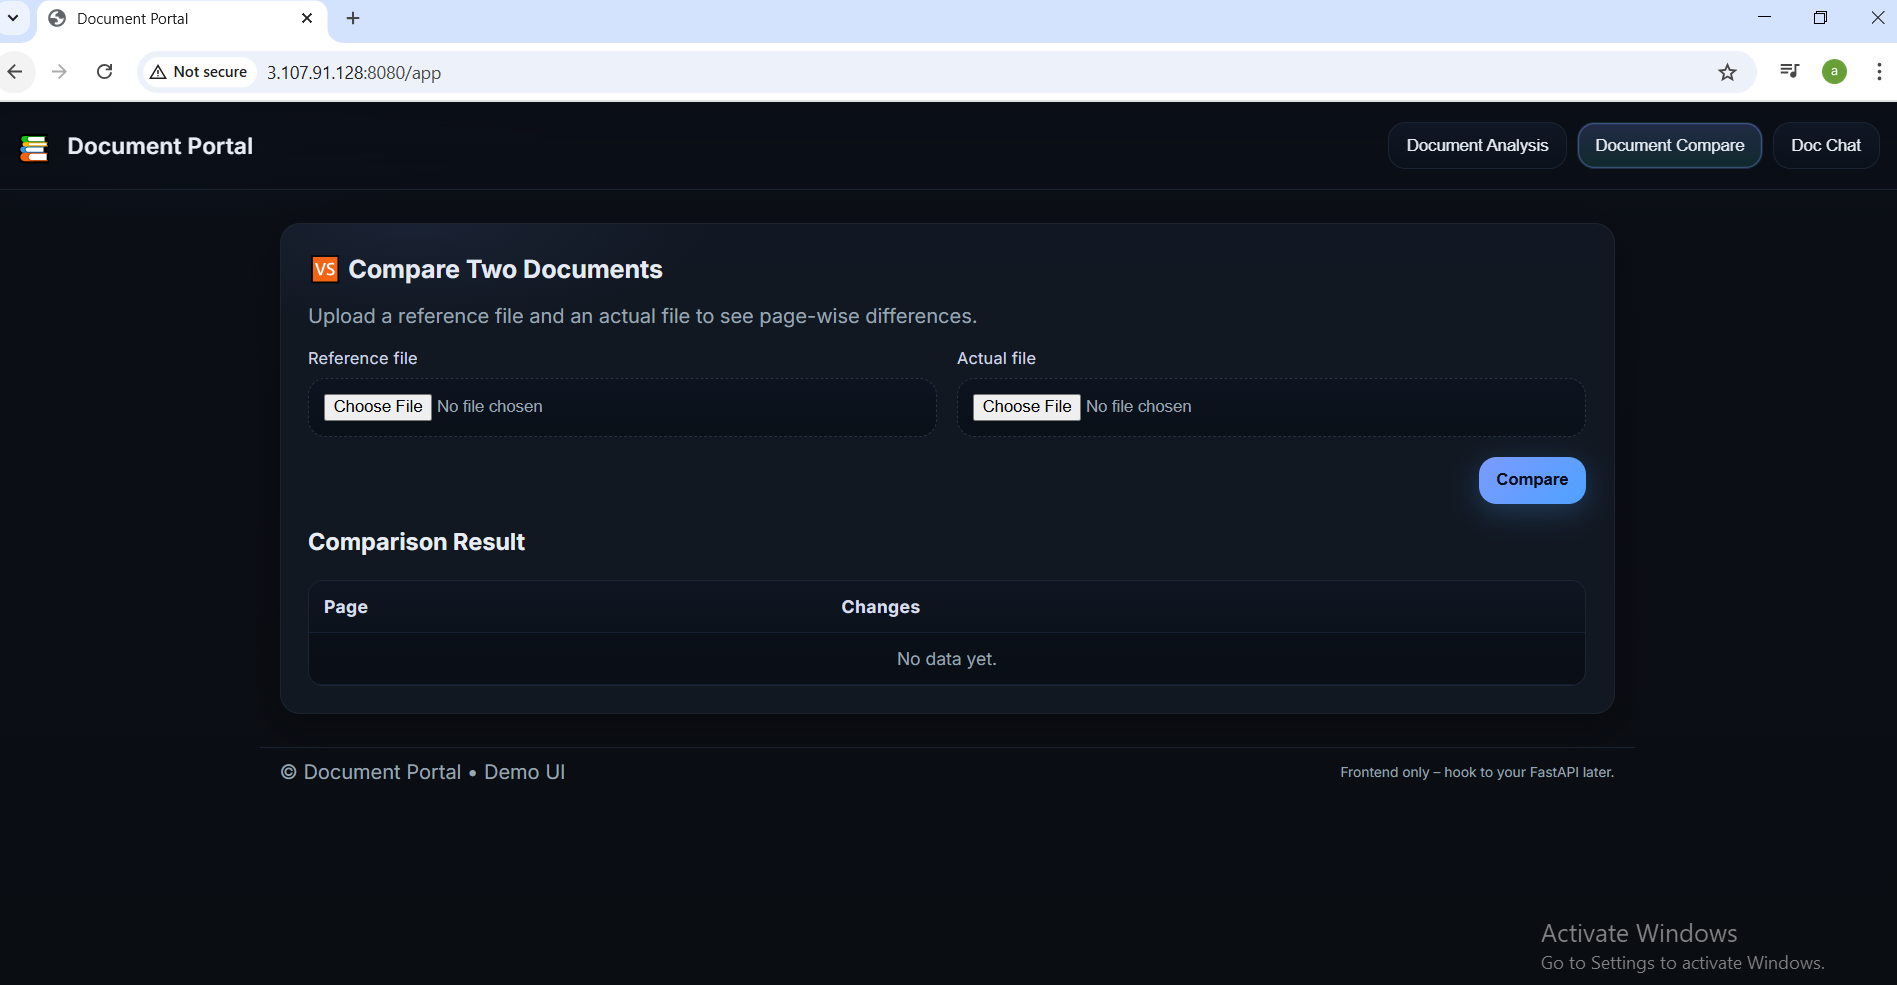 Document Portal
Not secure 3.107.91.128:8080/app a
Document Portal Document Analysis Document Compare Doc Chat
VS Compare Two Documents
Upload a reference file and an actual file to see page-wise differences.
Reference file Actual file
Choose File No file chosen Choose File No file chosen
Compare
Comparison Result
Page Changes
No data yet.
© Document Portal • Demo UI Frontend only – hook to your FastAPI later.
Activate Windows
Go to Settings to activate Windows.